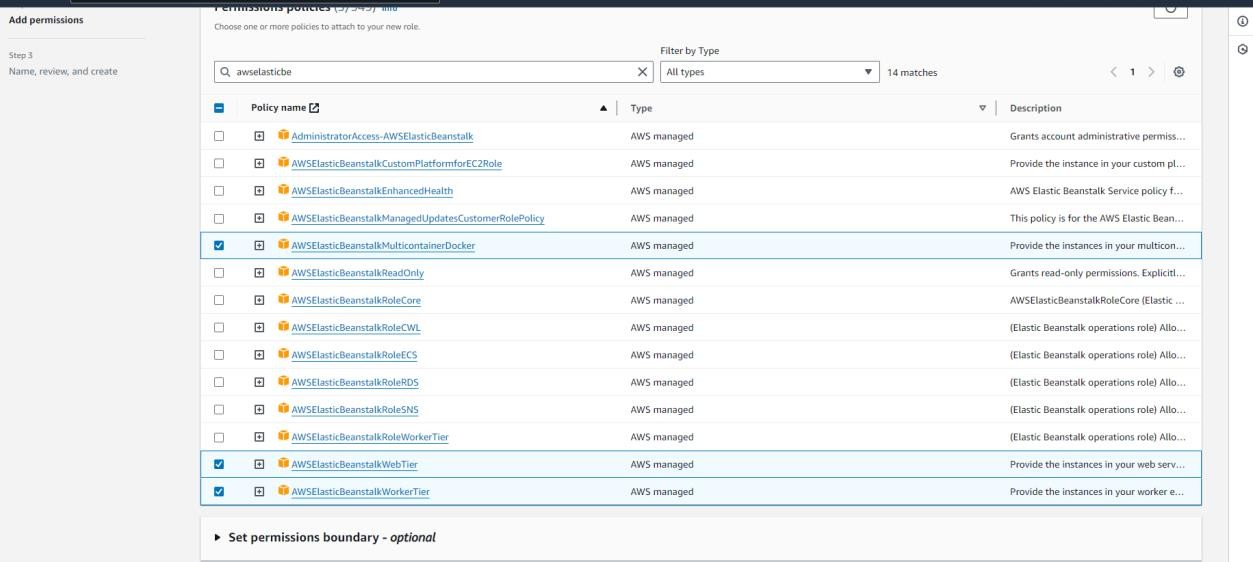 Add permissions
Step 3
Name, review, and create
Permissions policies (3/945) Info
Choose one or more policies to attach to your new role.
Filter by Type
awselasticbe
All types
14 matches
1
Policy name
Type
Description
AdministratorAccess-AWSElasticBeanstalk AWS managed Grants account administrative permiss...
AWSElasticBeanstalkCustomPlatformforEC2Role AWS managed Provide the instance in your custom pl...
AWSElasticBeanstalkEnhancedHealth AWS managed AWS Elastic Beanstalk Service policy f...
AWSElasticBeanstalkManagedUpdatesCustomerRolePolicy AWS managed This policy is for the AWS Elastic Bean...
AWSElasticBeanstalkMulticontainerDocker AWS managed Provide the instances in your multicon...
AWSElasticBeanstalkReadOnly AWS managed Grants read-only permissions. Explicitl...
AWSElasticBeanstalkRoleCore AWS managed AWSElasticBeanstalkRoleCore (Elastic ...
AWSElasticBeanstalkRoleCWL AWS managed (Elastic Beanstalk operations role) Allo...
AWSElasticBeanstalkRoleECS AWS managed (Elastic Beanstalk operations role) Allo...
AWSElasticBeanstalkRoleRDS AWS managed (Elastic Beanstalk operations role) Allo...
AWSElasticBeanstalkRoleSNS AWS managed (Elastic Beanstalk operations role) Allo...
AWSElasticBeanstalkRoleWorkerTier AWS managed (Elastic Beanstalk operations role) Allo...
AWSElasticBeanstalkWebTier AWS managed Provide the instances in your web serv...
AWSElasticBeanstalkWorkerTier AWS managed Provide the instances in your worker e...
Set permissions boundary - optional